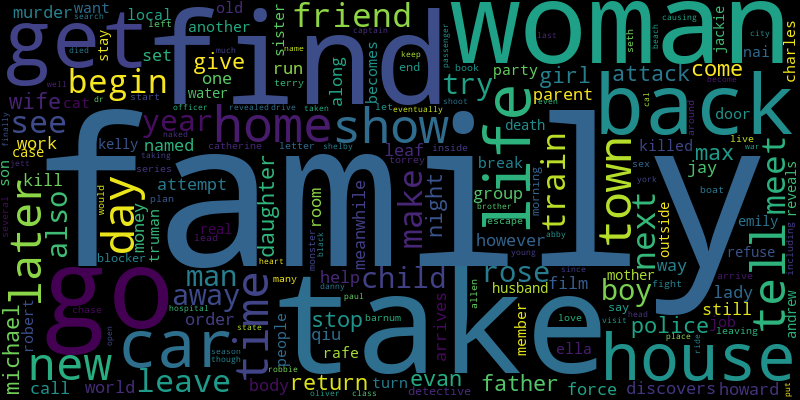 murder want
search
left
old
local
died
another
get
find
set
begin
give
one
run
water
sister
friend
along
becomes
end
keep
name
much
captain
book
let
terry
woman
seth
beach
last
city
jackie
causing
passenger
charles
nai
come
try
party
girl
attack
parent
back
wife
cat
see
dr
start
officer
revealed
drive
taken
eventually
shoot
even
work
case
year
home
show
life
death
door
killed
around
live
war
became
well
finally
son
kill
kelly
named
catherine
letter
shelby
leaf
torrey
inside
break
train
max
jay
cal
sex
york
taking
series
naked
attempt
family
day
daughter
room
night
make
group
brother
escape
morning
town
boat
emily
meet
tell
including
reveals
later
also
would
plan
money
truman
real
lead
black
monster
meanwhile
however
young
abby
next
outside
refuse
way
mother
fight
blocker
heart
since
go
man
many
help
child
rose
husband
film
boy
lady
still
say
visit
arrive
several
jeff
michael
robert
away
time
order
hospital
chase
open
danny
paul
stop
people
state
barnum
take
allen
arrives
member
love
ella
police
job
place
head
leaving
ride
andrew
new
car
season
though
qiu
rafe
robbie
house
call
world
leave
body
return
oliver
turn
class
evan
detective
father
force
discovers
howard
put